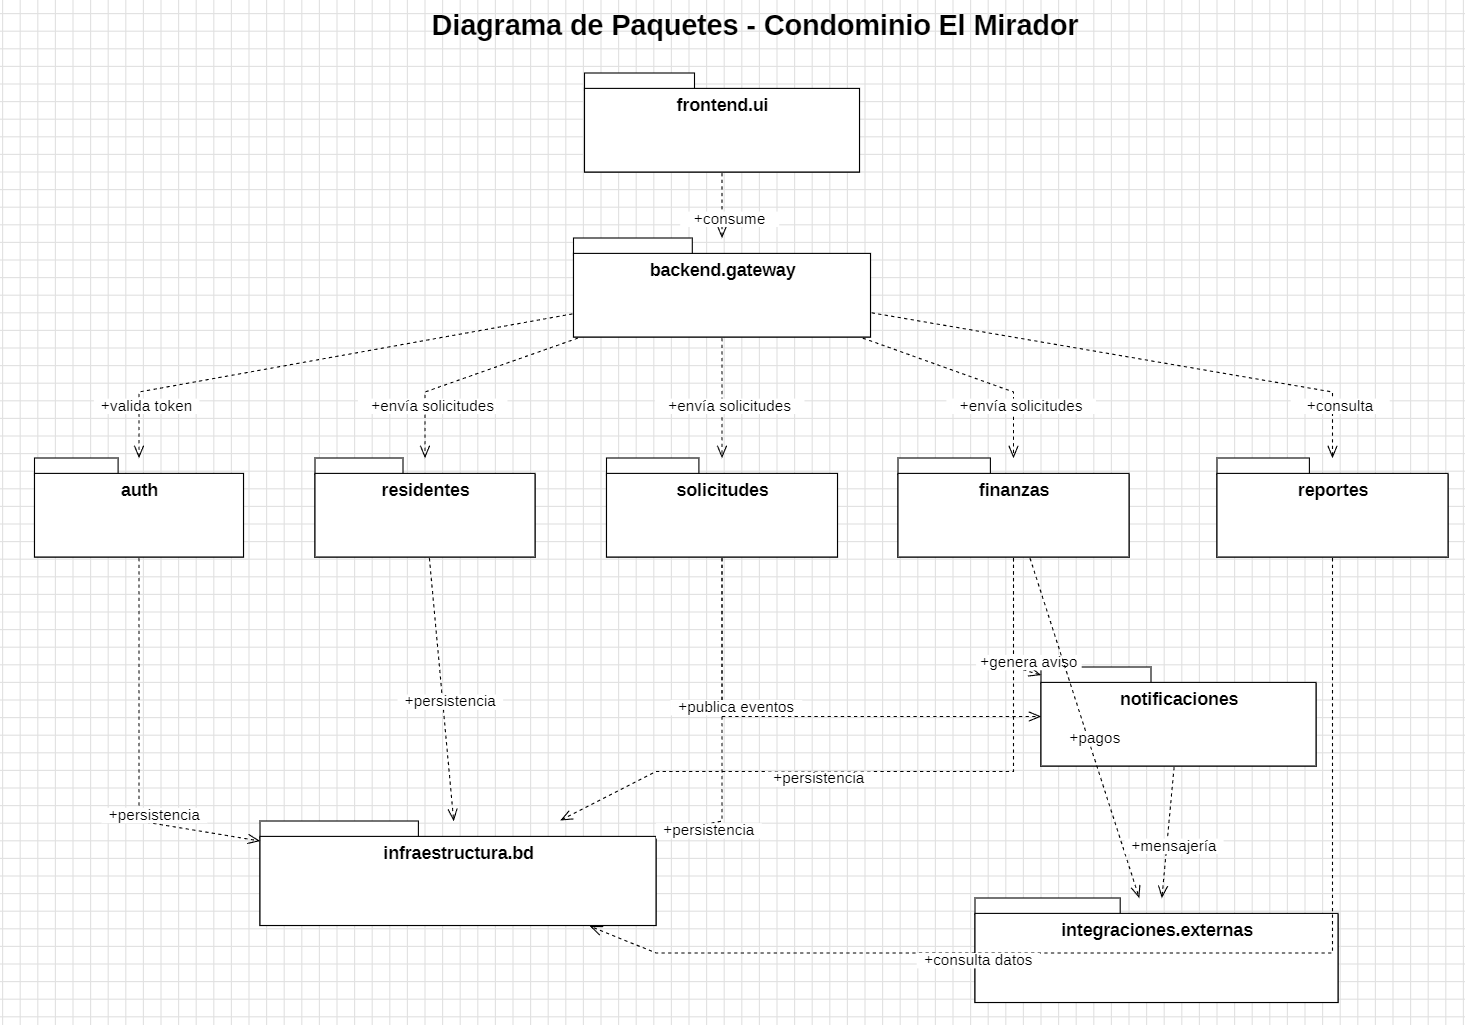 Diagrama de Paquetes - Condominio El Mirador
frontend.ui
+consume
backend.gateway
+valida token
+envía solicitudes
+envía solicitudes
+envía solicitudes
+consulta
auth
residentes
solicitudes
finanzas
reportes
+genera aviso
+persistencia
+publica eventos
notificaciones
+pagos
+persistencia
+persistencia
+persistencia
+mensajería
infraestructura.bd
integraciones.externas
+consulta datos